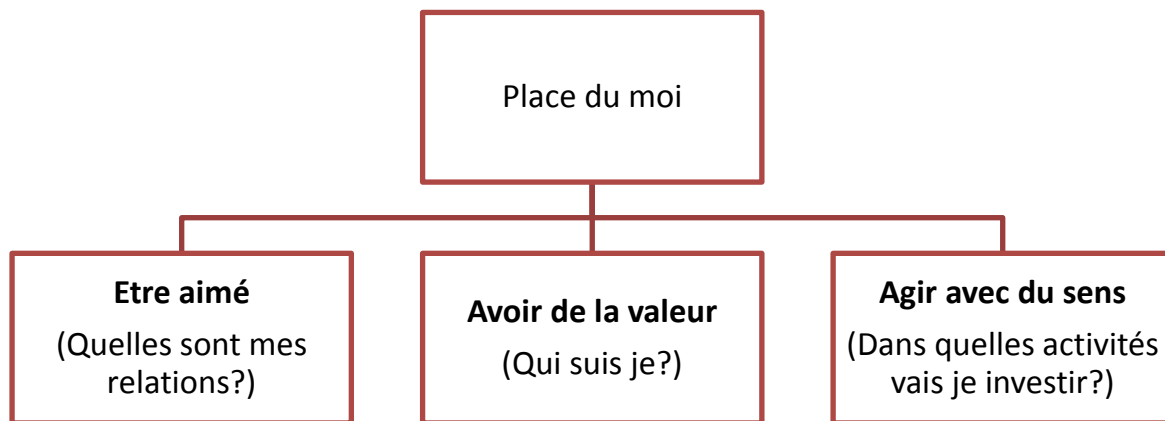 Place du moi
Etre aimé
(Quelles sont mes
relations?)
Avoir de la valeur
(Qui suis je?)
Agir avec du sens
(Dans quelles activités
vais je investir?)